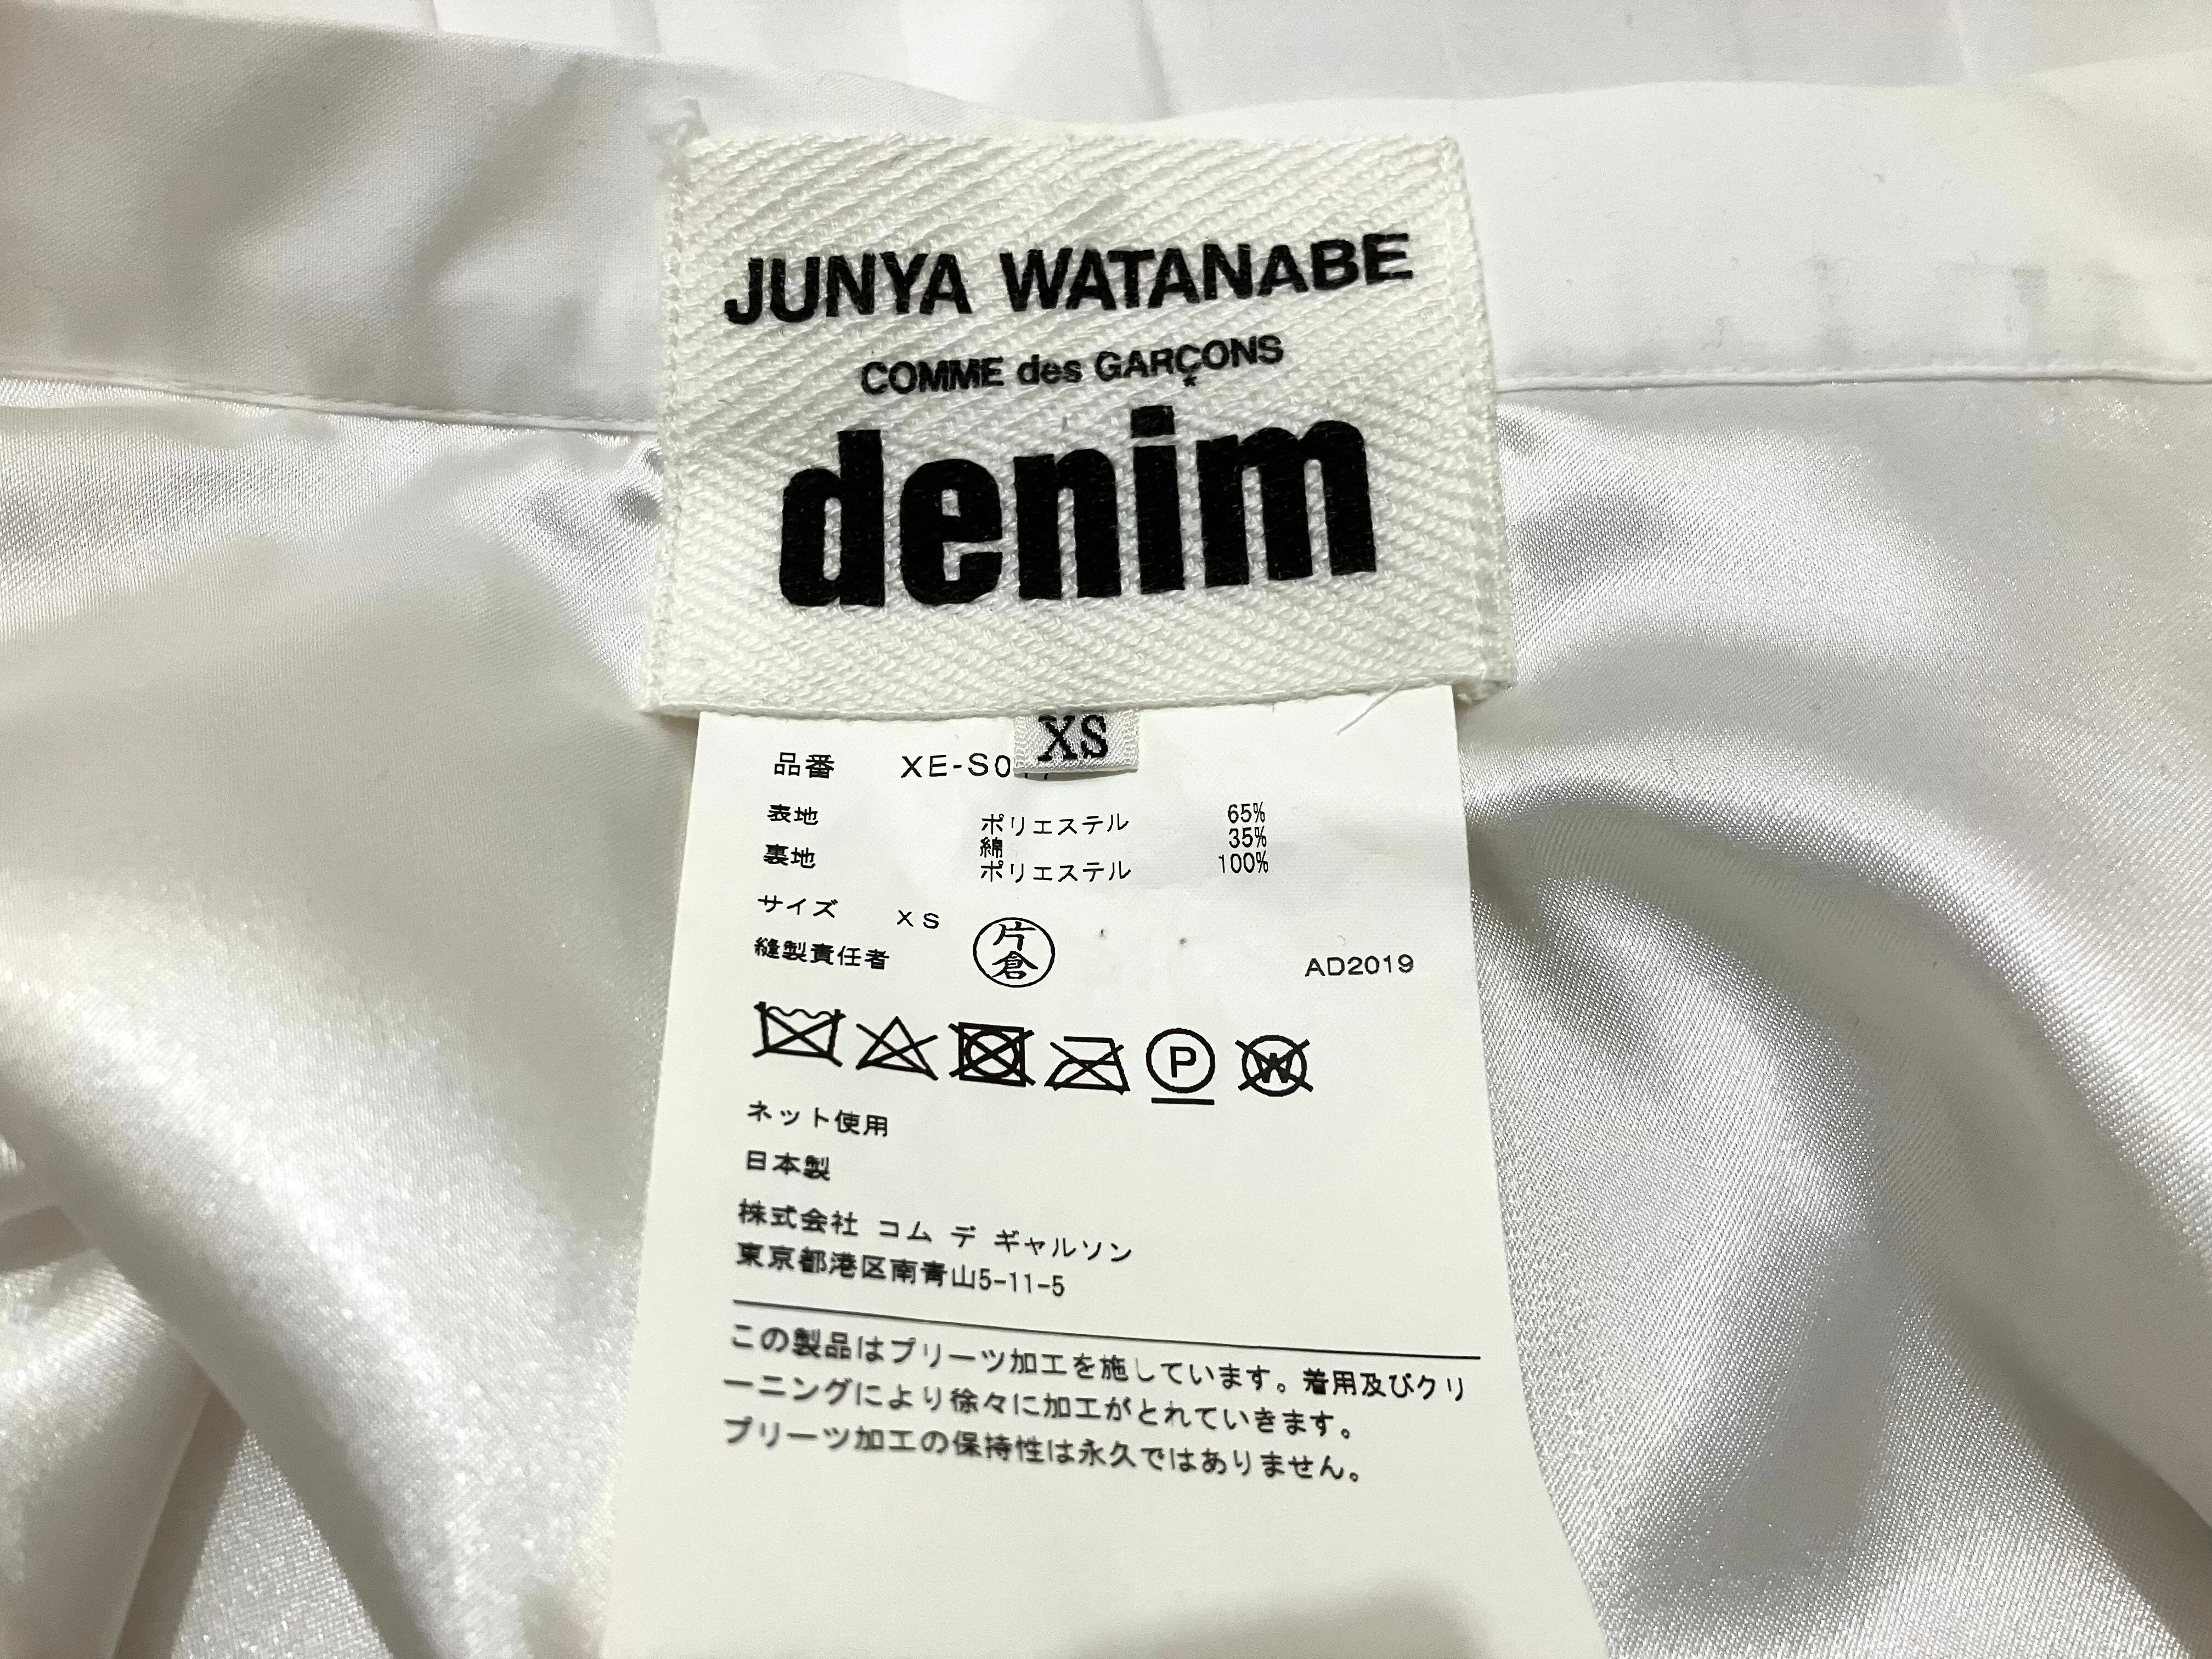 JUNYA WATANABE
COMME des GARÇONS
denim
XS
品番 XE-S0
表地 ポリエステル 65%
綿 35%
裏地 ポリエステル 100%
サイズ XS
縫製責任者 片倉 AD2019
P W
ネット使用
日本製
株式会社 コム デ ギャルソン
東京都港区南青山5-11-5
この製品はプリーツ加工を施しています。着用及びクリ
ーニングにより徐々に加工がとれていきます。
プリーツ加工の保持性は永久ではありません。